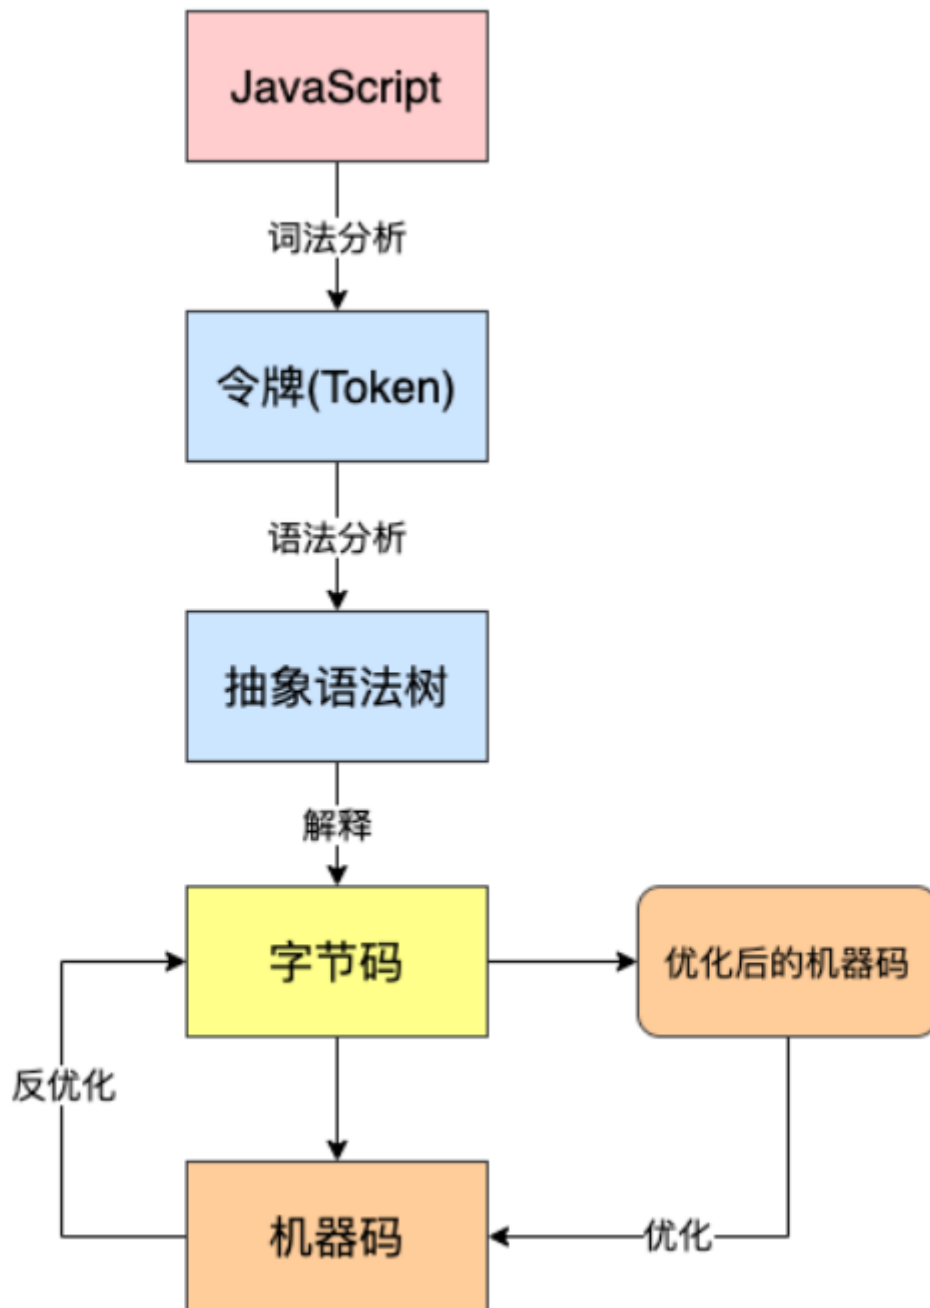 JavaScript
词法分析
令牌(Token)
语法分析
抽象语法树
解释
字节码
优化后的机器码
反优化
机器码
优化